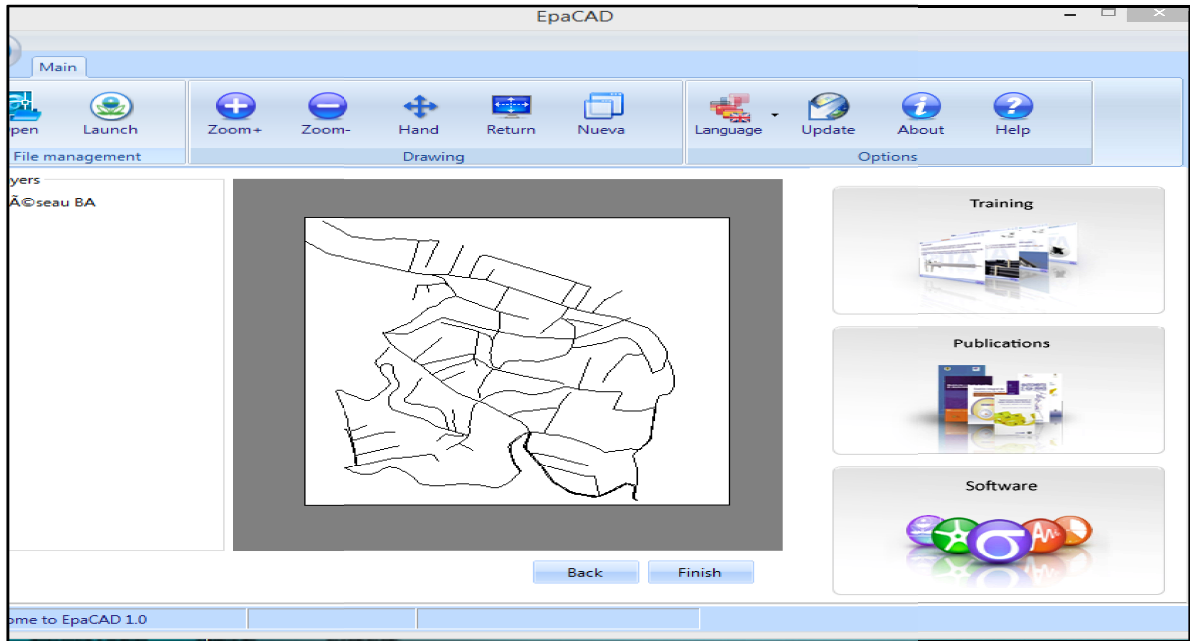 EpaCAD
Main
pen Launch Zoom+ Zoom- Hand Return Nueva Language Update About Help
File management Drawing Options
yers
Ã©seau BA
Training
Publications
Software
Back Finish
ome to EpaCAD 1.0